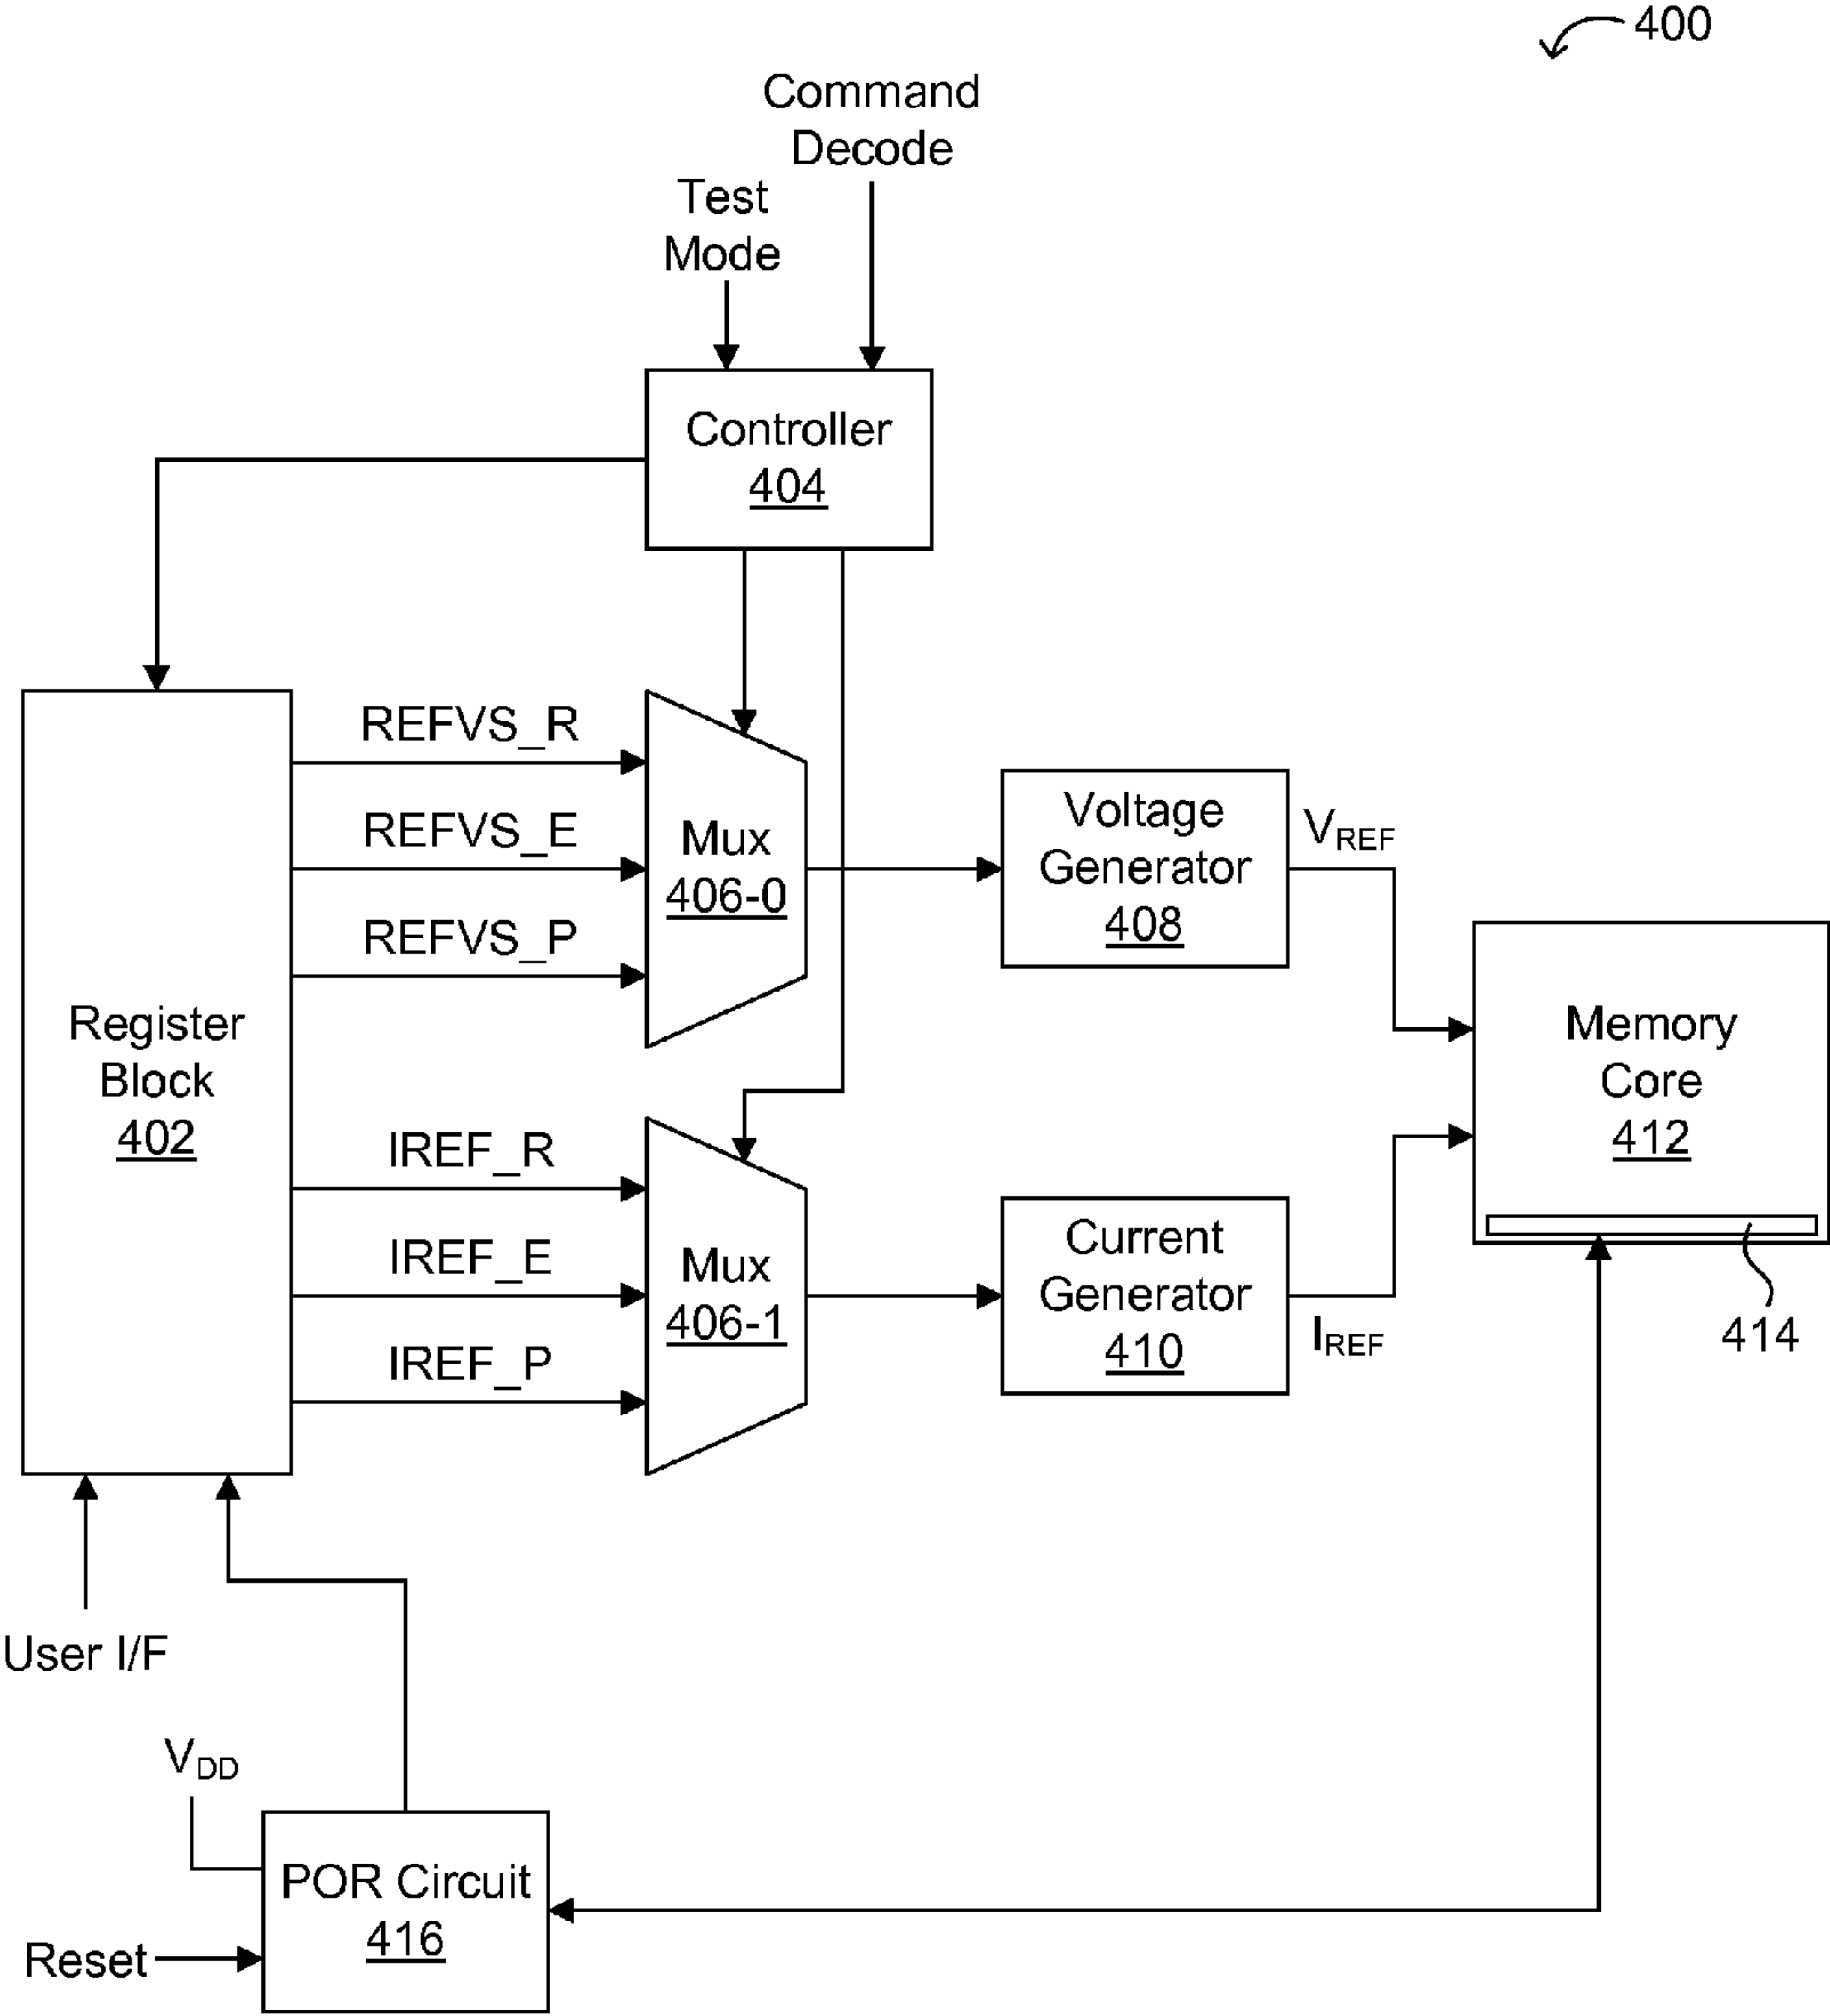 400
Command
Decode
Test
Mode
Controller
404
REFVS_R
REFVS_E
REFVS_P
Mux
406-0
Voltage
Generator
408
VREF
Register
Block
402
Memory
Core
412
IREF_R
IREF_E
IREF_P
Mux
406-1
Current
Generator
410
IREF
414
User I/F
VDD
POR Circuit
416
Reset